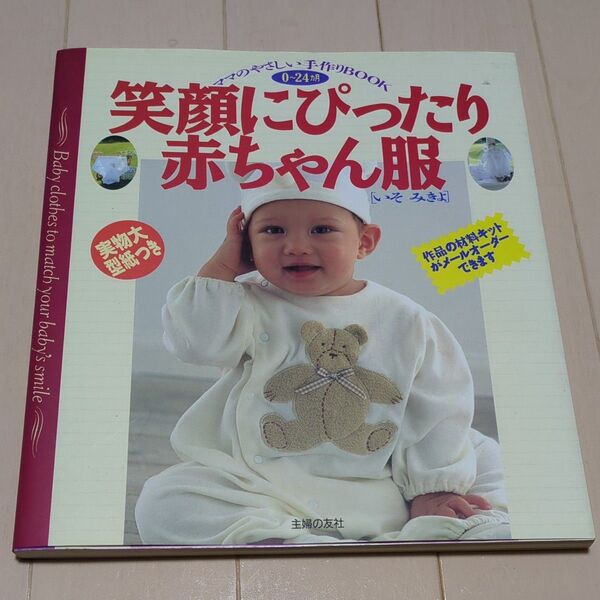 ママのやさしい手作りBOOK
0〜24カ月
笑顔にぴったり
赤ちゃん服
[いそ みきよ]
実物大
型紙つき
作品の材料キット
がメールオーダー
できます
Baby clothes to match your baby's smile
主婦の友社